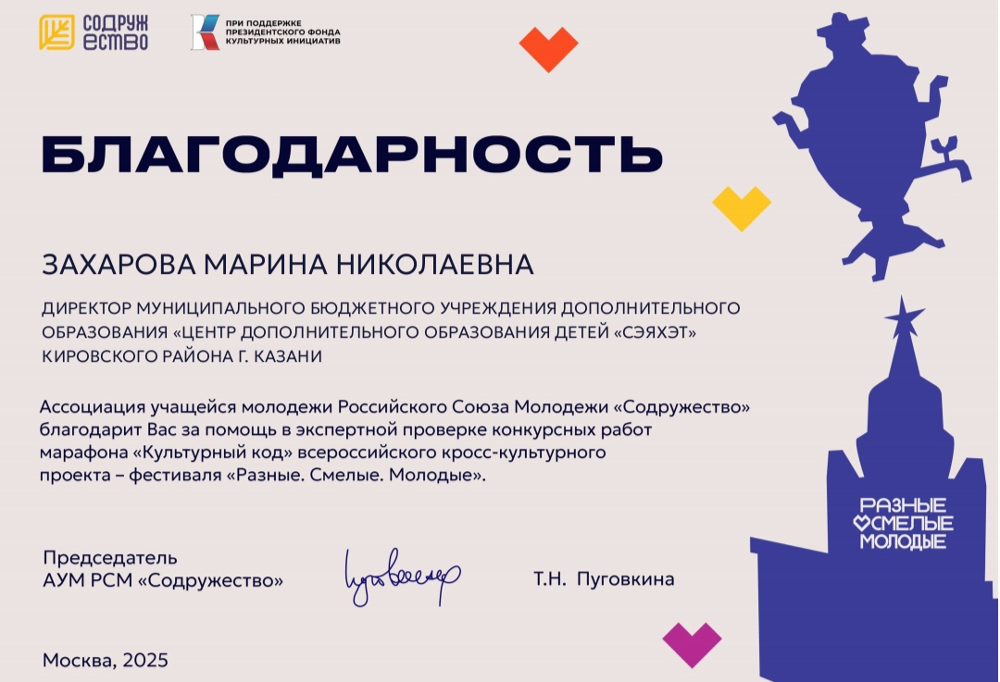 СОДРУЖ
ЕСТВО
ПРИ ПОДДЕРЖКЕ
ПРЕЗИДЕНТСКОГО ФОНДА
КУЛЬТУРНЫХ ИНИЦИАТИВ
БЛАГОДАРНОСТЬ
ЗАХАРОВА МАРИНА НИКОЛАЕВНА
ДИРЕКТОР МУНИЦИПАЛЬНОГО БЮДЖЕТНОГО УЧРЕЖДЕНИЯ ДОПОЛНИТЕЛЬНОГО
ОБРАЗОВАНИЯ «ЦЕНТР ДОПОЛНИТЕЛЬНОГО ОБРАЗОВАНИЯ ДЕТЕЙ «СЭЯХЭТ»
КИРОВСКОГО РАЙОНА Г. КАЗАНИ
Ассоциация учащейся молодежи Российского Союза Молодежи «Содружество»
благодарит Вас за помощь в экспертной проверке конкурсных работ
марафона «Культурный код» всероссийского кросс-культурного
проекта – фестиваля «Разные. Смелые. Молодые».
РАЗНЫЕ
СМЕЛЫЕ
МОЛОДЫЕ
Председатель
АУМ РСМ «Содружество»
Т.Н. Пуговкина
Москва, 2025